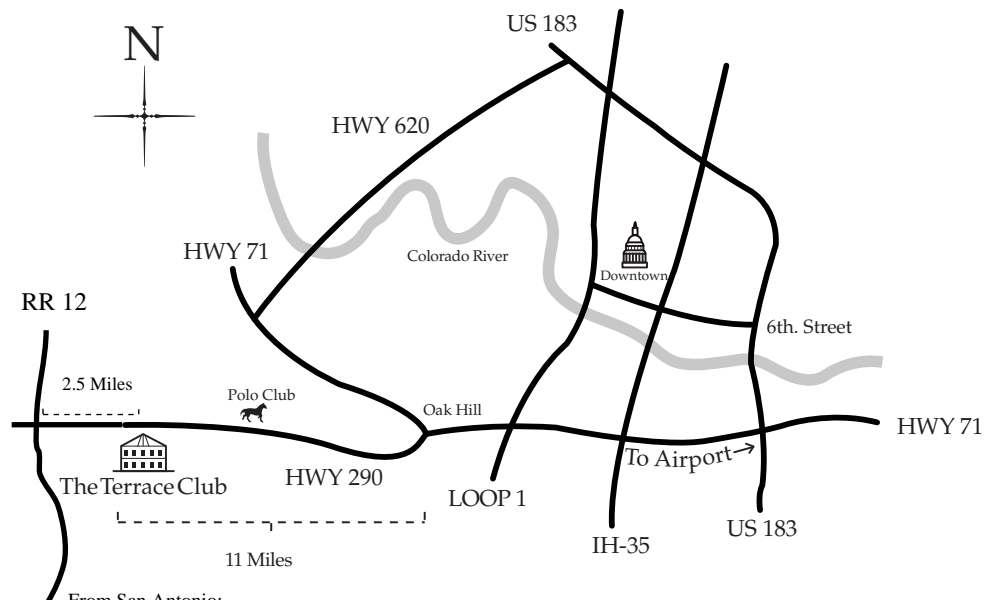 US 183
N
HWY 620
HWY 71
Colorado River
Downtown
RR 12
6th. Street
2.5 Miles
Polo Club
Oak Hill
HWY 71
To Airport→
HWY 290
The Terrace Club
LOOP 1
US 183
IH-35
11 Miles
From San Antonio: